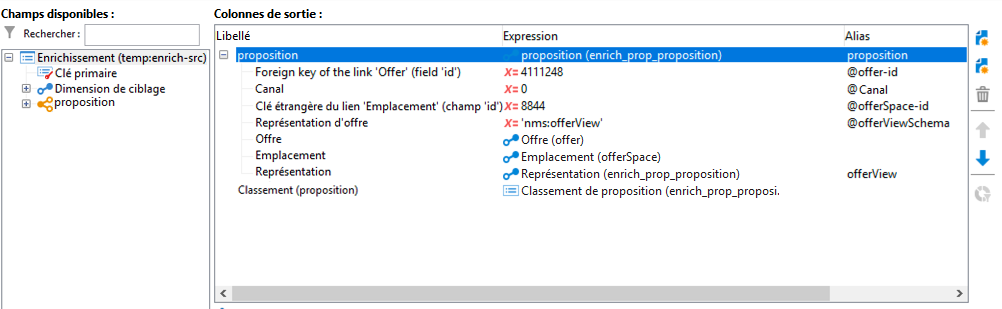 Champs disponibles :
Rechercher :
Enrichissement (temp:enrich-src)
Clé primaire
Dimension de ciblage
proposition
Colonnes de sortie :
Libellé Expression Alias
proposition proposition (enrich_prop_proposition) proposition
Foreign key of the link 'Offer' (field 'id') X= 4111248 @offer-id
Canal X= 0 @Canal
Clé étrangère du lien 'Emplacement' (champ 'id') X= 8844 @offerSpace-id
Représentation d'offre X= 'nms:offerView' @offerViewSchema
Offre Offre (offer)
Emplacement Emplacement (offerSpace)
Représentation Représentation (enrich_prop_proposition) offerView
Classement (proposition) Classement de proposition (enrich_prop_proposi.